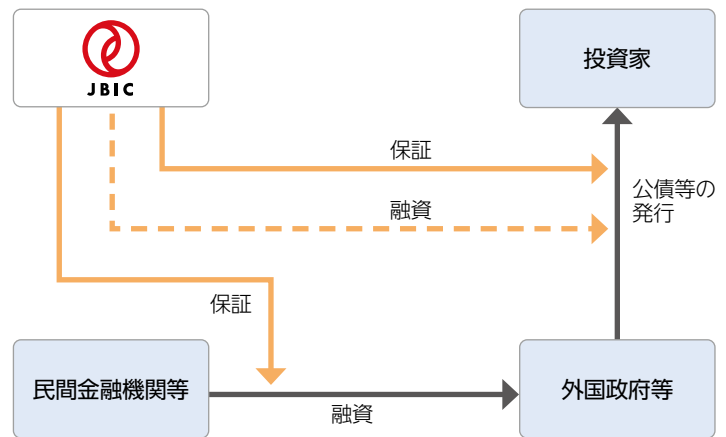 JBIC
投資家
保証
公債等の
発行
融資
保証
民間金融機関等
外国政府等
融資